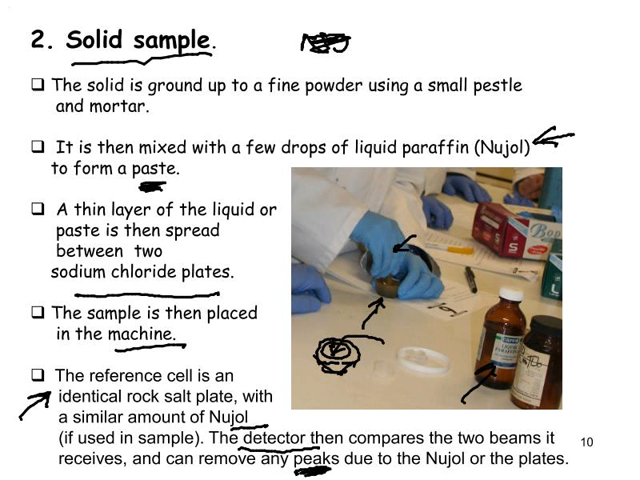 2. Solid sample.
❑ The solid is ground up to a fine powder using a small pestle
and mortar.
❑ It is then mixed with a few drops of liquid paraffin (Nujol)
to form a paste.
❑ A thin layer of the liquid or
paste is then spread
between two
sodium chloride plates.
❑ The sample is then placed
in the machine.
❑ The reference cell is an
identical rock salt plate, with
a similar amount of Nujol
(if used in sample). The detector then compares the two beams it
receives, and can remove any peaks due to the Nujol or the plates.
10